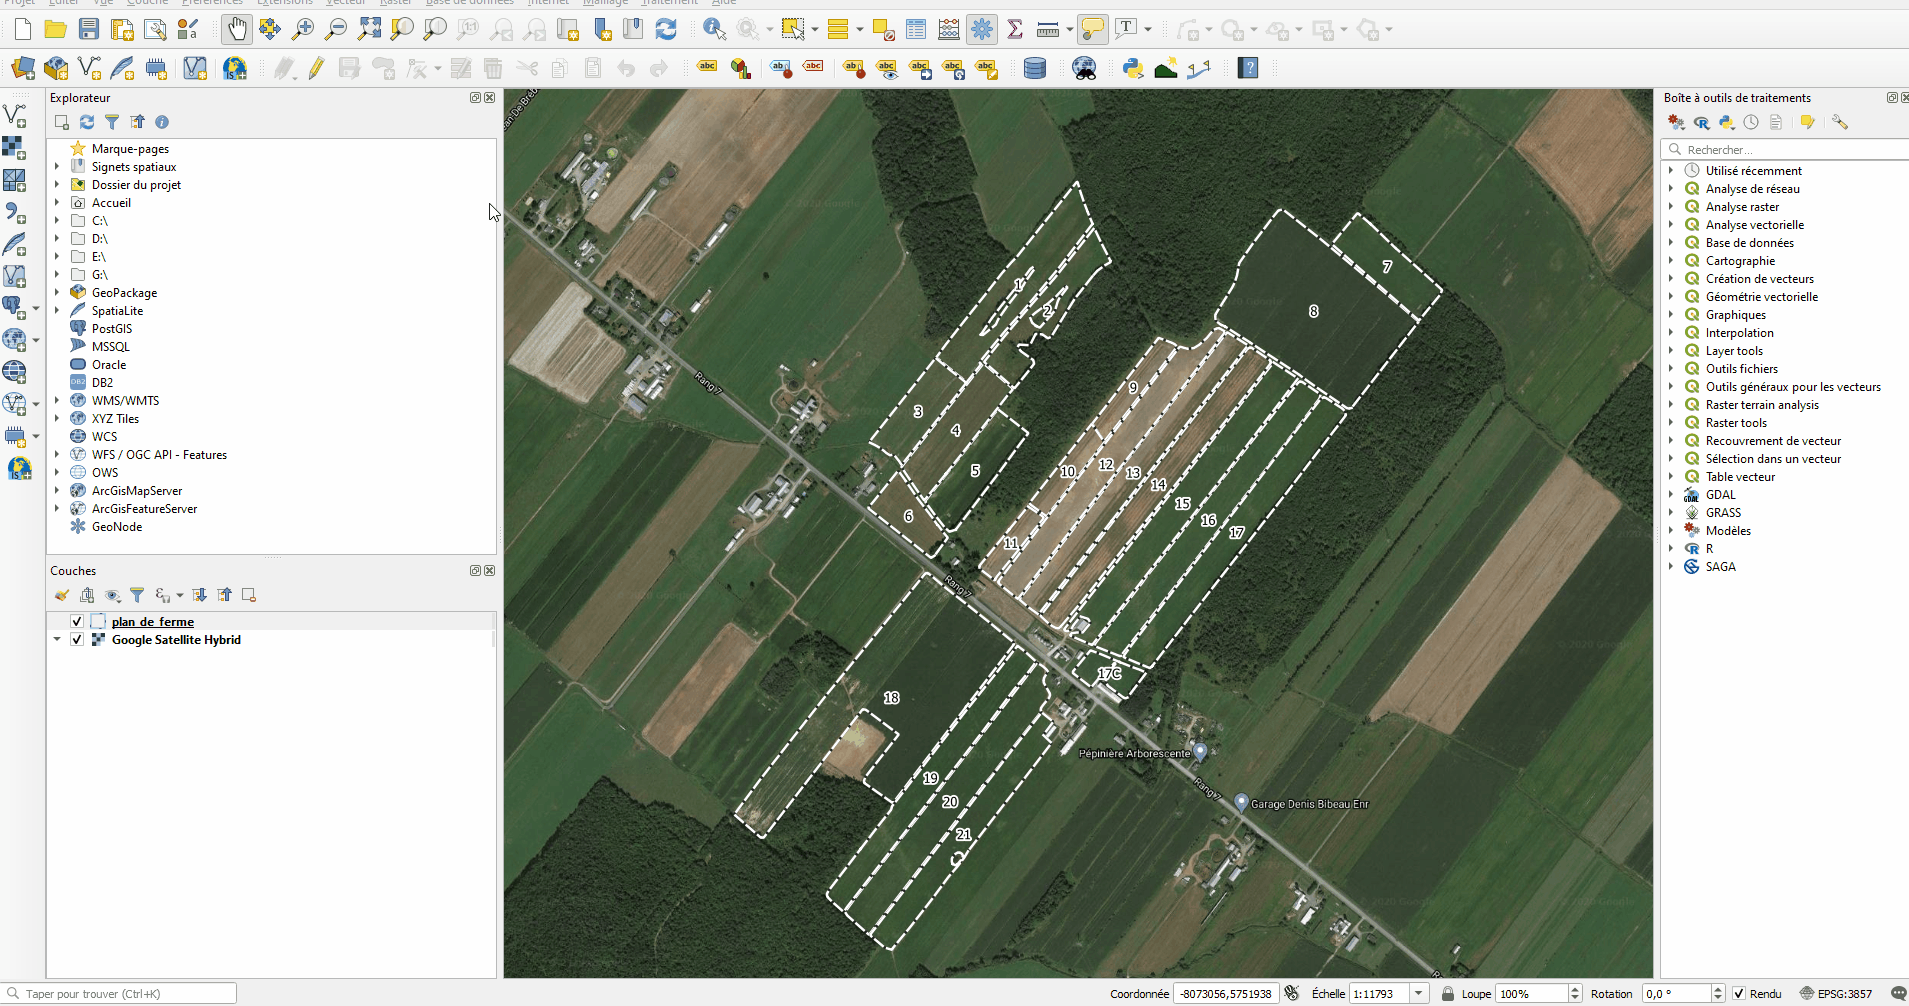 Projet Éditer Vue Couche Préférences Extensions Vecteur Raster Base de données Internet Maillage Traitement Aide
Explorateur
Marque-pages
Signets spatiaux
Dossier du projet
Accueil
C:\
D:\
E:\
G:\
GeoPackage
SpatiaLite
PostGIS
MSSQL
Oracle
DB2
WMS/WMTS
XYZ Tiles
WCS
WFS / OGC API - Features
OWS
ArcGisMapServer
ArcGisFeatureServer
GeoNode
Couches
plan_de_ferme
Google Satellite Hybrid
Rang 7
1
2
3
4
5
6
7
8
9
10
11
12
13
14
15
16
17
Rang 7
17C
18
19
20
21
Pépinière Arborescente
Rang 7
Garage Denis Bibeau Enr
Boîte à outils de traitements
Rechercher...
Utilisé récemment
Analyse de réseau
Analyse raster
Analyse vectorielle
Base de données
Cartographie
Création de vecteurs
Géométrie vectorielle
Graphiques
Interpolation
Layer tools
Outils fichiers
Outils généraux pour les vecteurs
Raster terrain analysis
Raster tools
Recouvrement de vecteur
Sélection dans un vecteur
Table vecteur
GDAL
GRASS
Modèles
R
SAGA
Taper pour trouver (Ctrl+K)
Coordonnée -8073056,5751938 Échelle 1:11793 Loupe 100% Rotation 0,0 ° Rendu EPSG:3857